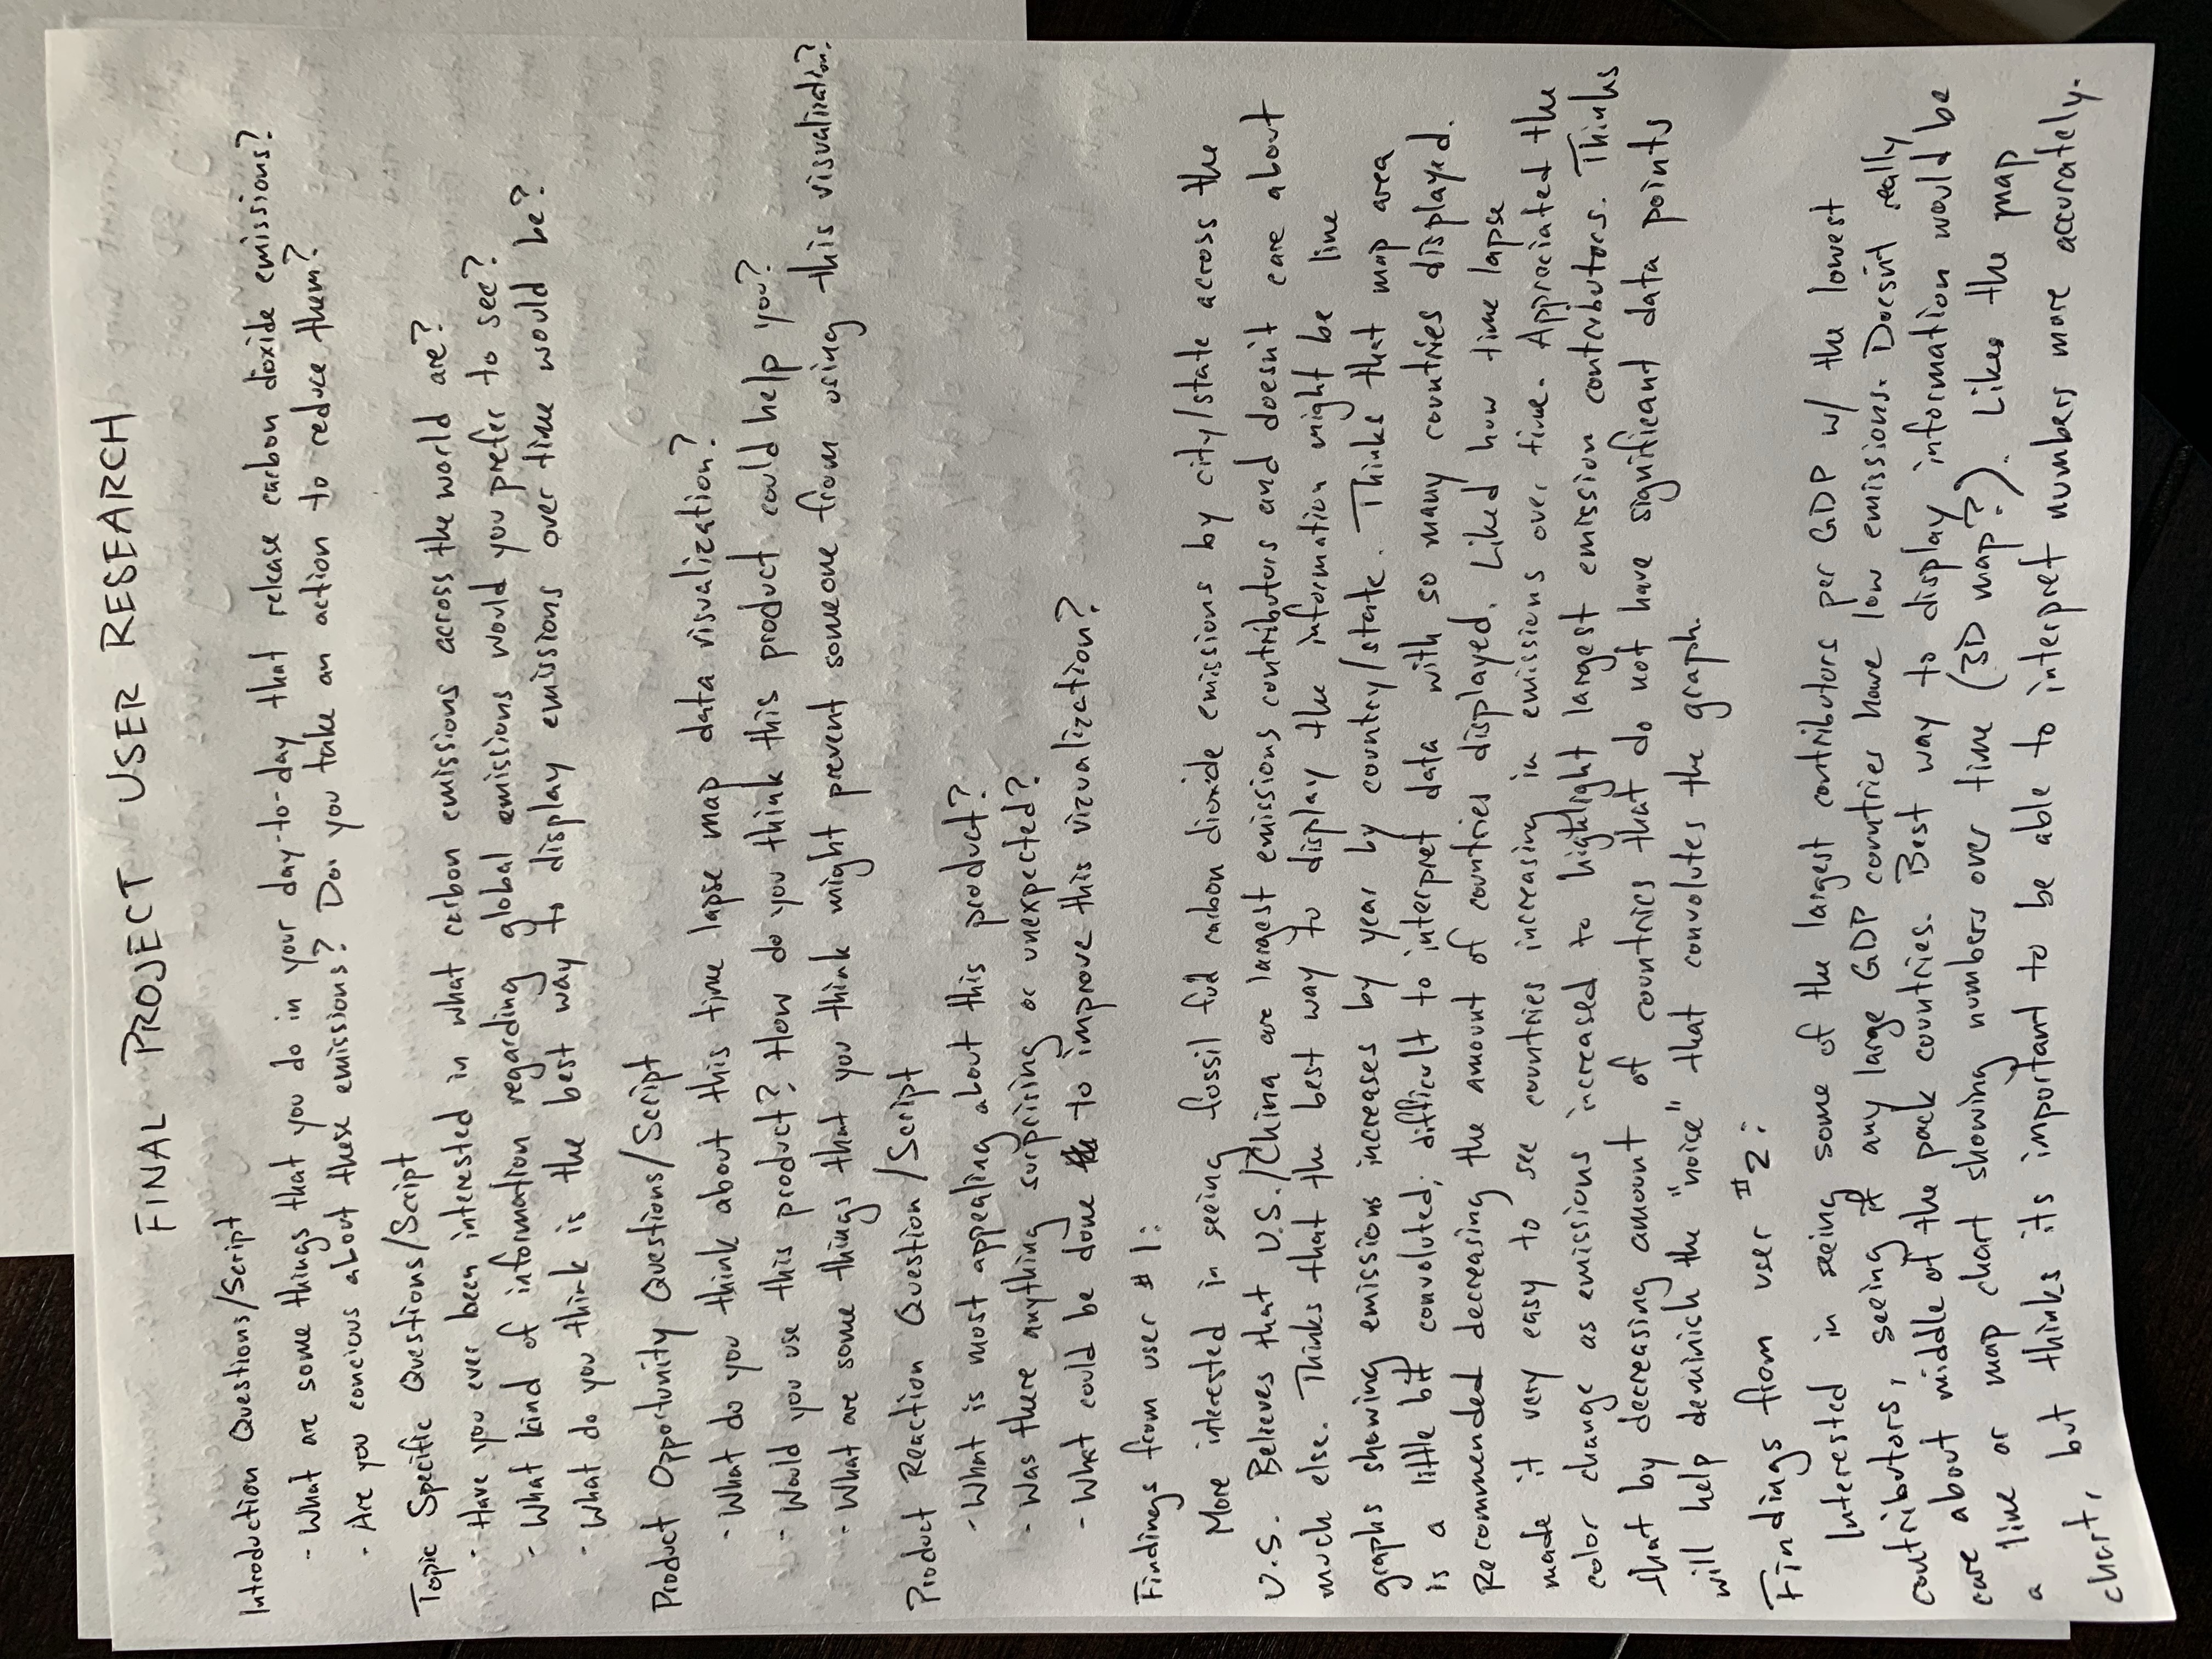 FINAL PROJECT USER RESEARCH
Introduction Questions/Script
- What are some things that you do in your day-to-day that release carbon dioxide emissions?
- Are you concious about these emissions? Do you take an action to reduce them?
Topic Specific Questions/Script
- Have you ever been interested in what carbon emissions across the world are?
- What kind of information regarding global emissions would you prefer to see?
- What do you think is the best way to display emissions over time would be?
Product Opportunity Questions/Script
- What do you think about this time lapse map data visualization?
- Would you use this product? How do you think this product could help you?
- What are some things that you think might prevent someone from using this visualization?
Product Reaction Question/Script
- What is most appealing about this product?
- Was there anything surprising or unexpected?
- What could be done to improve this vizualization?
Findings from user #1:
More interested in seeing fossil fuel carbon dioxide emissions by city/state across the
U.S. Believes that U.S./China are largest emissions contributors and doesn't care about
much else. Thinks that the best way to display the information might be line
graphs showing emissions increases by year by country/state. Thinks that map area
is a little bit convoluted; difficult to interpret data with so many countries displayed.
Recommended decreasing the amount of countries displayed. Liked how time lapse
made it very easy to see countries increasing in emissions over time. Appreciated the
color change as emissions increased to highlight largest emission contributors. Thinks
that by decreasing amount of countries that do not have significant data points
will help deminish the "noise" that convolutes the graph.
Findings from user #2:
Interested in seeing some of the largest contributors per GDP w/ the lowest
contributors, seeing if any large GDP countries have low emissions. Doesn't really
care about middle of the pack countries. Best way to display information would be
a line or map chart showing numbers over time (3D map?). Likes the map
chart, but thinks its important to be able to interpret numbers more accurately.